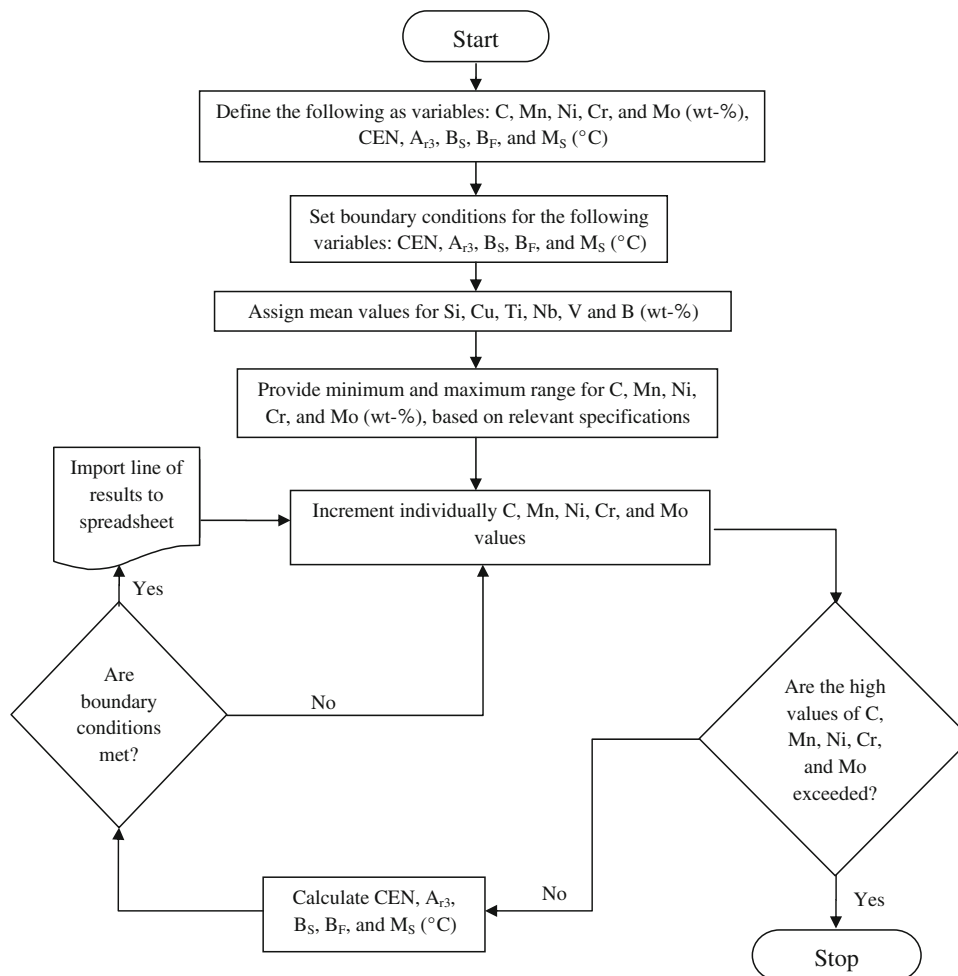 Start
Define the following as variables: C, Mn, Ni, Cr, and Mo (wt-%),
CEN, Ar3, BS, BF, and MS (°C)
Set boundary conditions for the following
variables: CEN, Ar3, BS, BF, and MS (°C)
Assign mean values for Si, Cu, Ti, Nb, V and B (wt-%)
Provide minimum and maximum range for C, Mn, Ni,
Cr, and Mo (wt-%), based on relevant specifications
Import line of
results to
spreadsheet
Increment individually C, Mn, Ni, Cr, and Mo
values
Yes
Are
boundary
conditions
met?
No
Are the high
values of C,
Mn, Ni, Cr,
and Mo
exceeded?
Calculate CEN, Ar3,
BS, BF, and MS (°C)
No
Yes
Stop